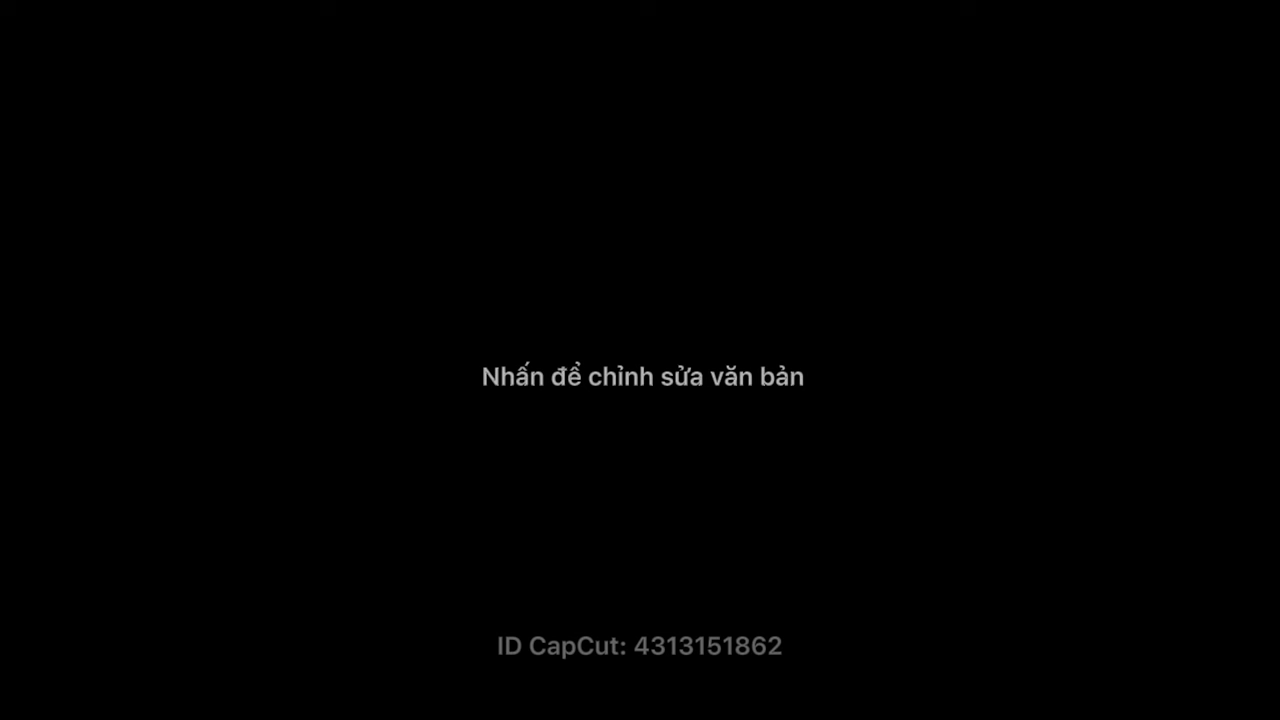 Nhấn để chỉnh sửa văn bản
ID CapCut: 4313151862